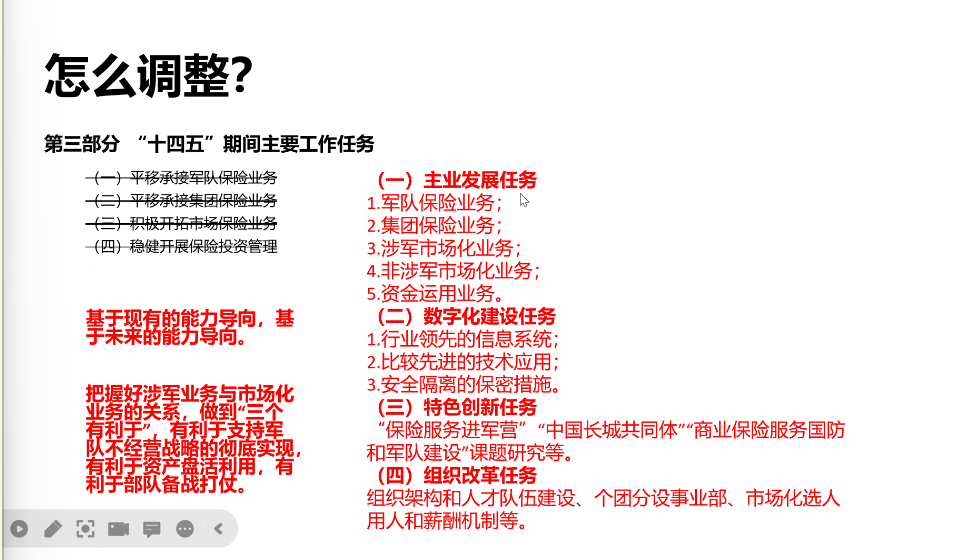 怎么调整?
第三部分 “十四五”期间主要工作任务
（一）平移承接军队保险业务
（二）平移承接集团保险业务
（三）积极开拓市场保险业务
（四）稳健开展保险投资管理
基于现有的能力导向，基
于未来的能力导向。
把握好涉军业务与市场化
业务的关系，做到“三个
有利于”，有利于支持军
队不经营战略的彻底实现，
有利于资产盘活利用，有
利于部队备战打仗。
（一）主业发展任务
1.军队保险业务；
2.集团保险业务；
3.涉军市场化业务；
4.非涉军市场化业务；
5.资金运用业务。
（二）数字化建设任务
1.行业领先的信息系统；
2.比较先进的技术应用；
3.安全隔离的保密措施。
（三）特色创新任务
“保险服务进军营”“中国长城共同体”“商业保险服务国防
和军队建设”课题研究等。
（四）组织改革任务
组织架构和人才队伍建设、个团分设事业部、市场化选人
用人和薪酬机制等。